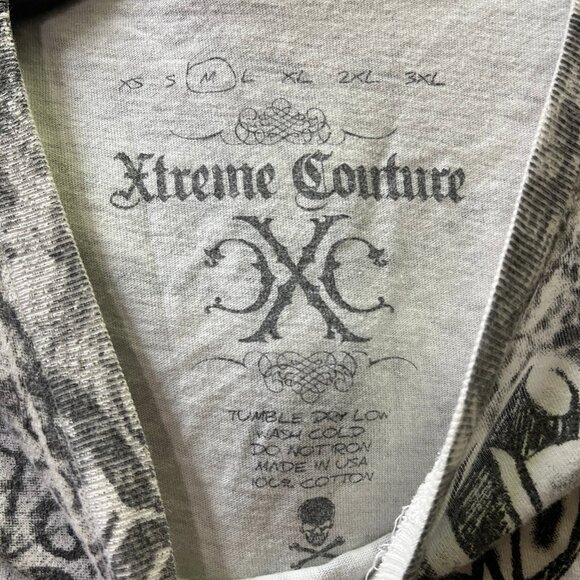 XS S M L XL 2XL 3XL
Xtreme Couture
XC
TUMBLE DRY LOW
WASH COLD
DO NOT IRON
MADE IN USA
100% COTTON